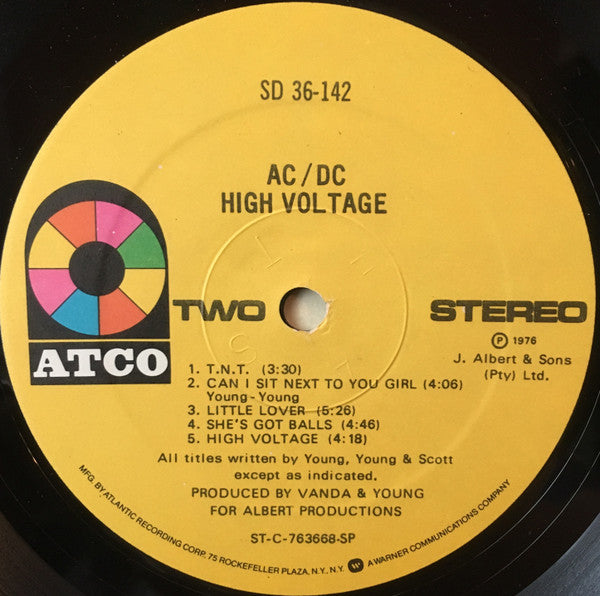 SD 36-142
AC/DC
HIGH VOLTAGE
ATCO
TWO
STEREO
Ⓟ 1976
J. Albert & Sons
(Pty) Ltd.
1. T.N.T. (3:30)
2. CAN I SIT NEXT TO YOU GIRL (4:06)
Young-Young
3. LITTLE LOVER (5:26)
4. SHE'S GOT BALLS (4:46)
5. HIGH VOLTAGE (4:18)
All titles written by Young, Young & Scott
except as indicated.
PRODUCED BY VANDA & YOUNG
FOR ALBERT PRODUCTIONS
ST-C-763668-SP
MFG. BY ATLANTIC RECORDING CORP. 75 ROCKEFELLER PLAZA, N.Y., N.Y. A WARNER COMMUNICATIONS COMPANY